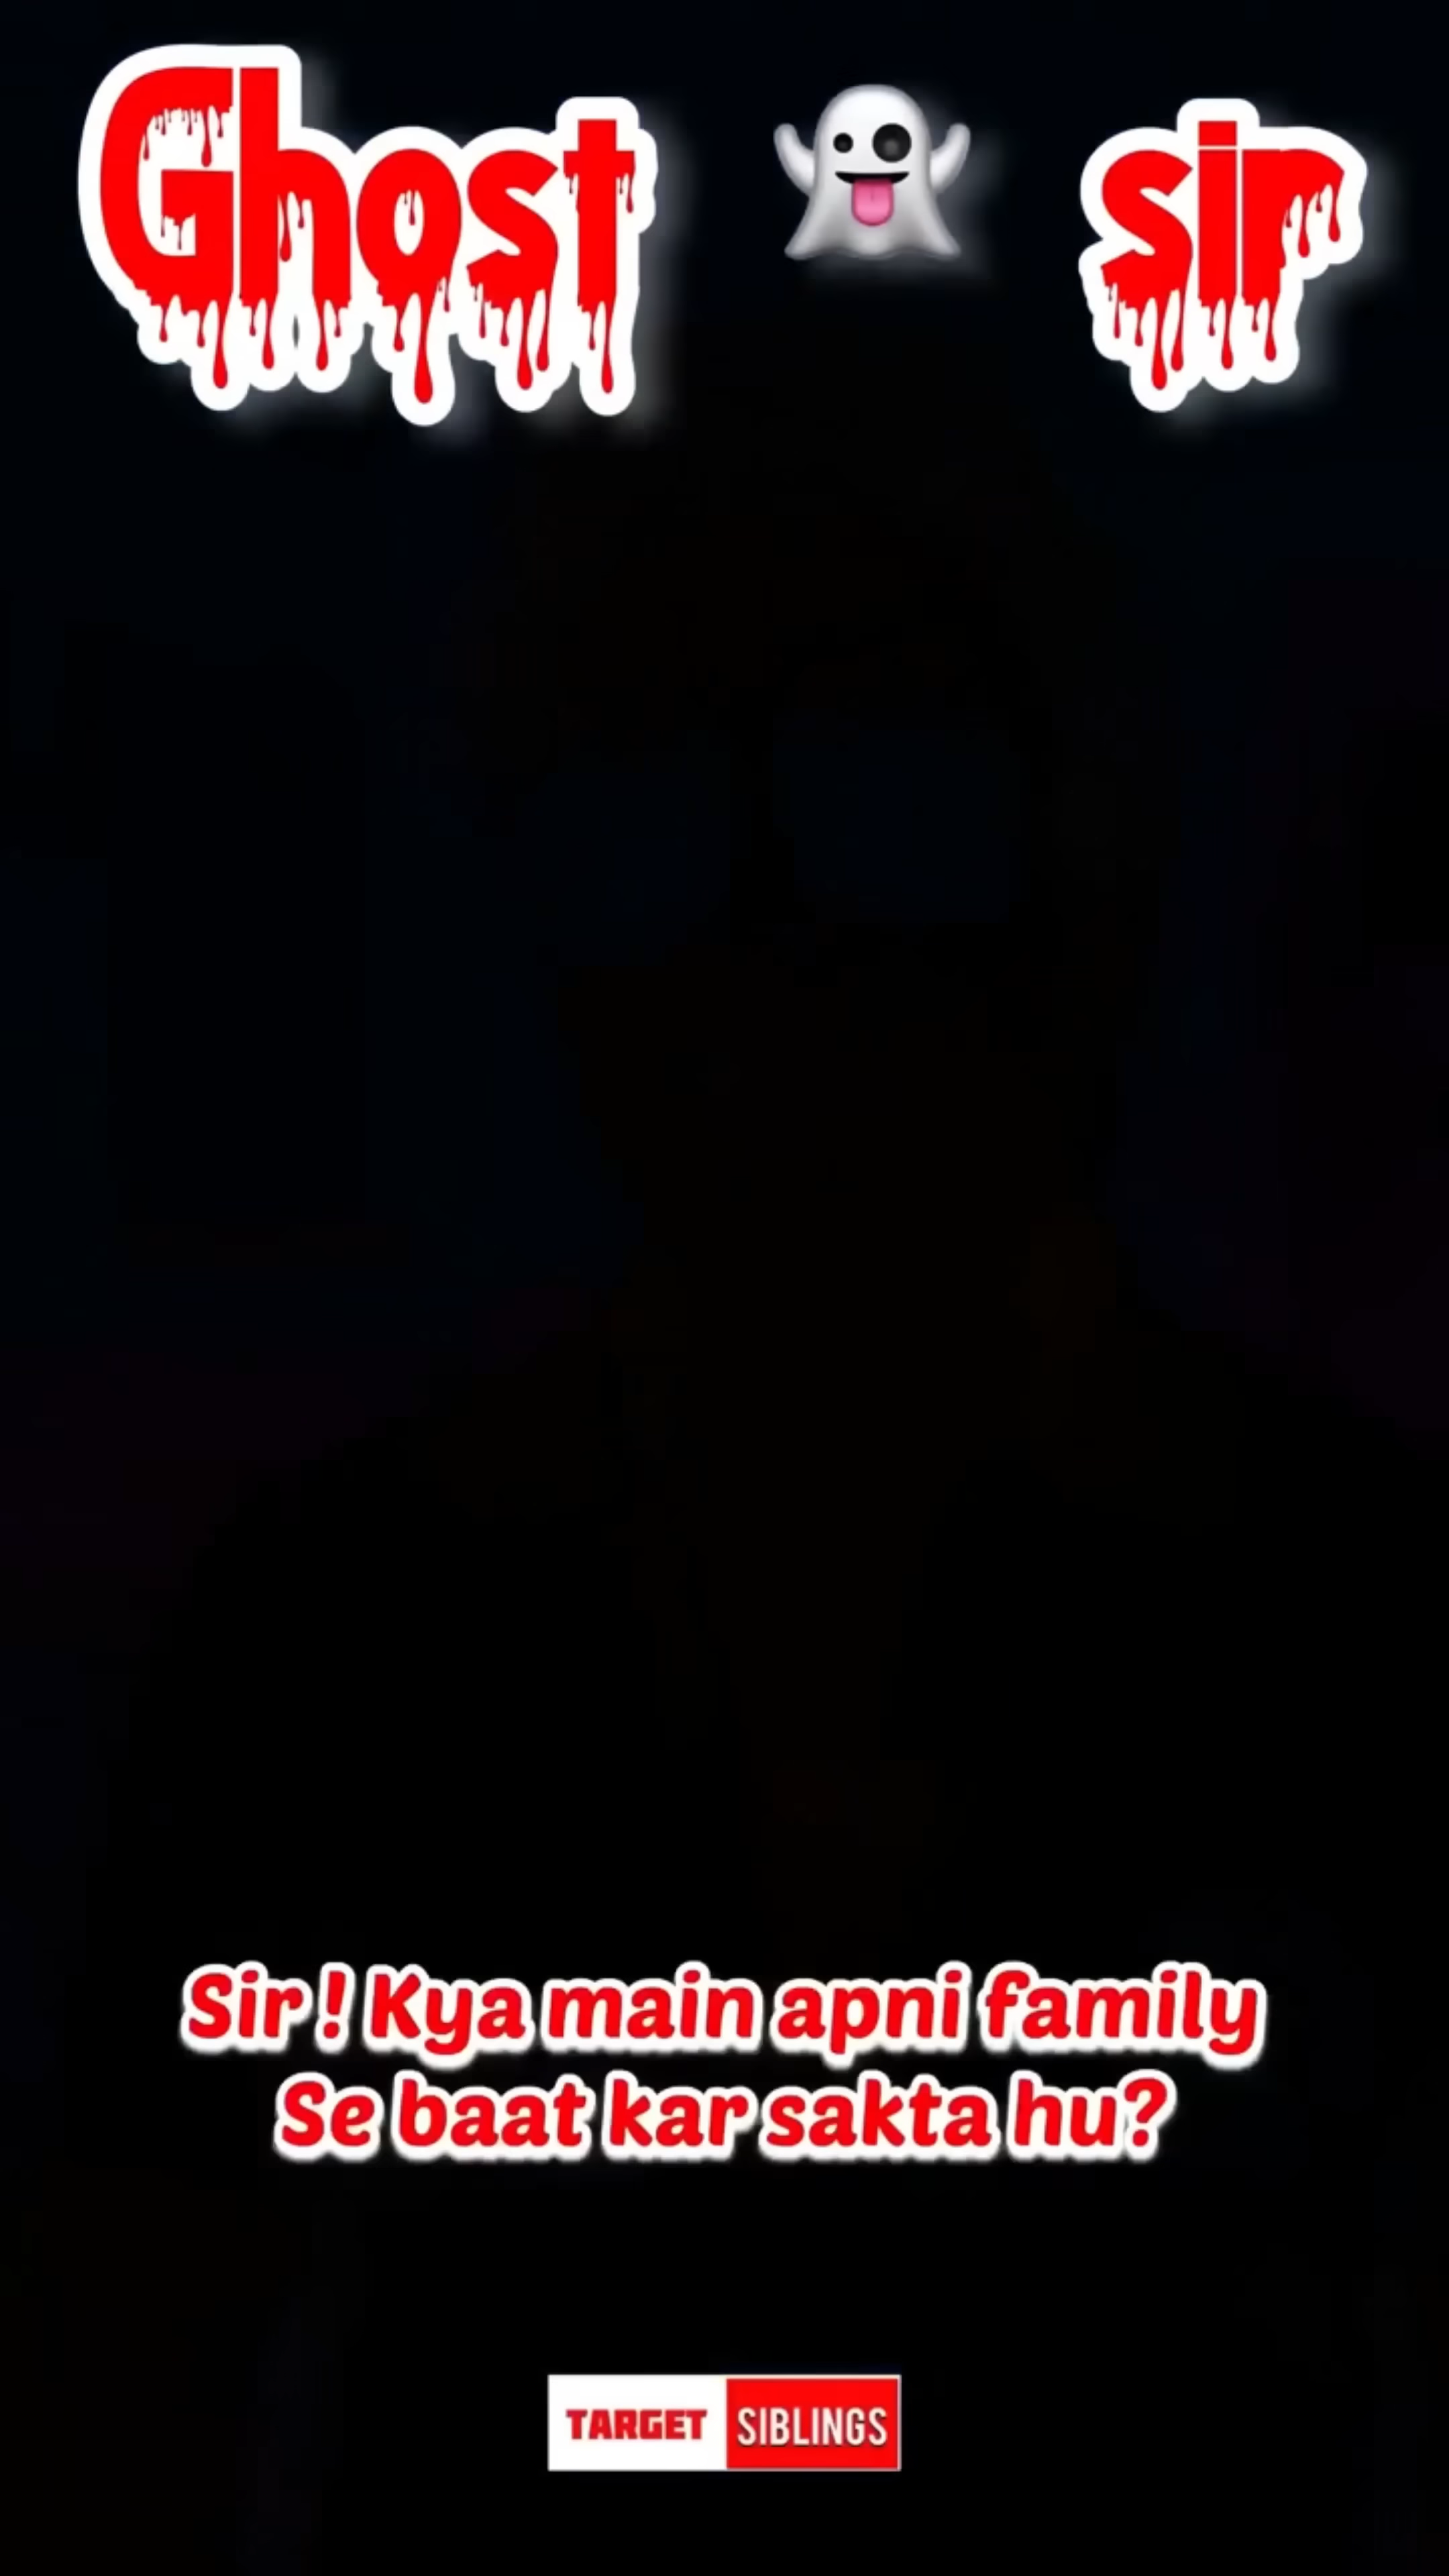 Ghost 👻 sir
Sir! Kya main apni family
Se baat kar sakta hu?
TARGET SIBLINGS